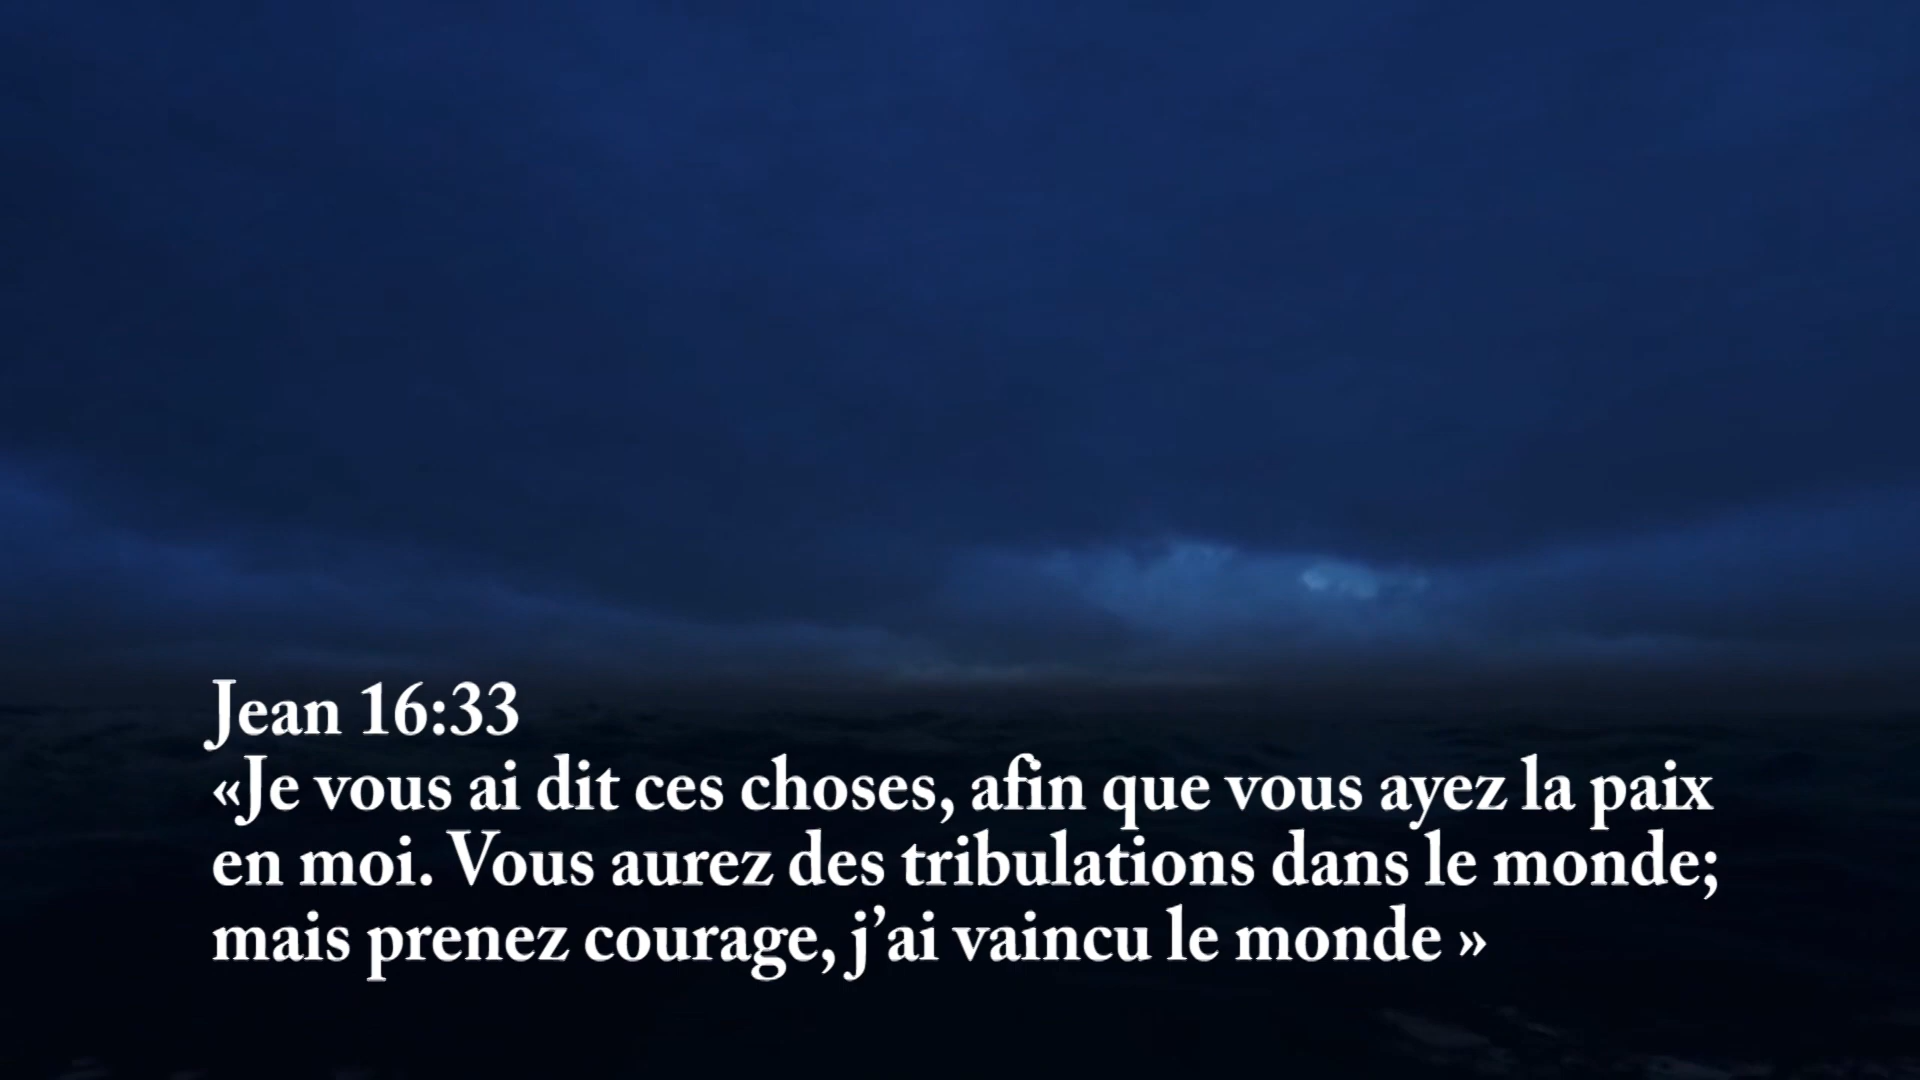 Jean 16:33
«Je vous ai dit ces choses, afin que vous ayez la paix
en moi. Vous aurez des tribulations dans le monde;
mais prenez courage, j’ai vaincu le monde »